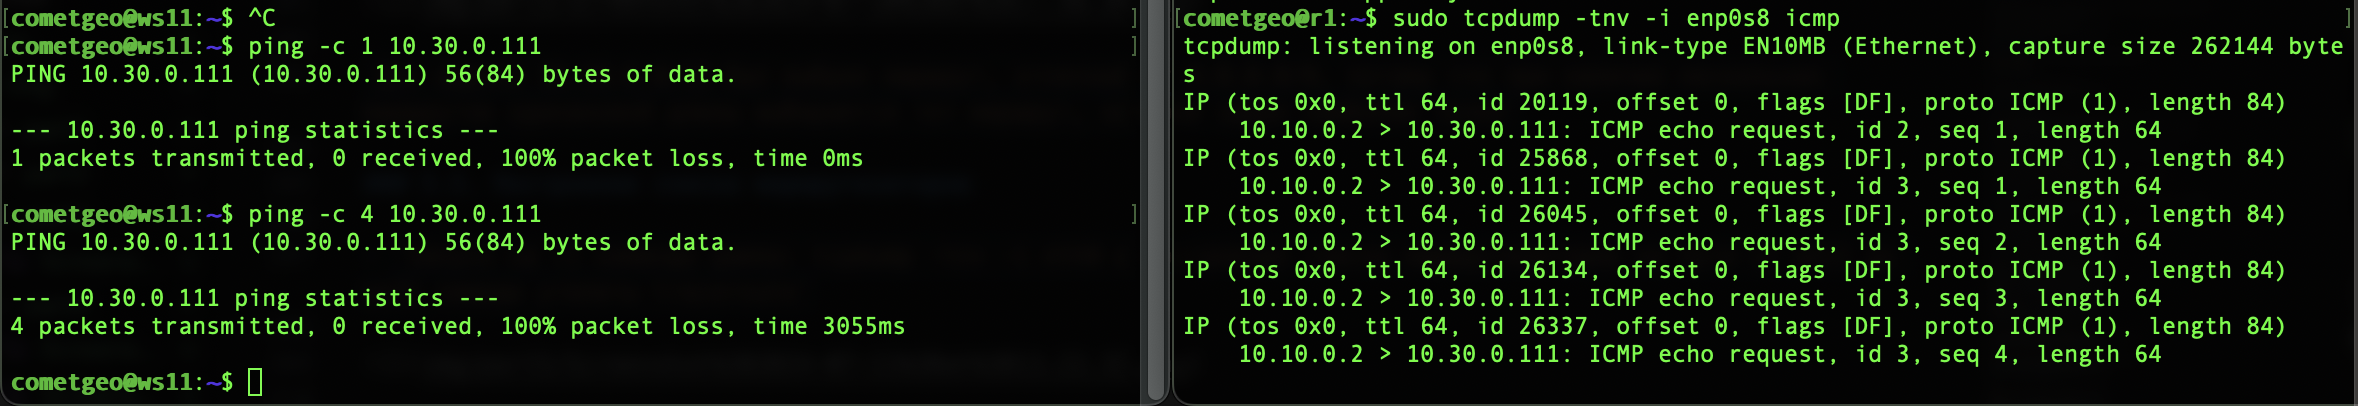 [cometgeo@ws11:~$ ^C ]
[cometgeo@ws11:~$ ping -c 1 10.30.0.111 ]
PING 10.30.0.111 (10.30.0.111) 56(84) bytes of data.
--- 10.30.0.111 ping statistics ---
1 packets transmitted, 0 received, 100% packet loss, time 0ms
[cometgeo@ws11:~$ ping -c 4 10.30.0.111 ]
PING 10.30.0.111 (10.30.0.111) 56(84) bytes of data.
--- 10.30.0.111 ping statistics ---
4 packets transmitted, 0 received, 100% packet loss, time 3055ms
cometgeo@ws11:~$
[cometgeo@r1:~$ sudo tcpdump -tnv -i enp0s8 icmp ]
tcpdump: listening on enp0s8, link-type EN10MB (Ethernet), capture size 262144 byte
s
IP (tos 0x0, ttl 64, id 20119, offset 0, flags [DF], proto ICMP (1), length 84)
10.10.0.2 > 10.30.0.111: ICMP echo request, id 2, seq 1, length 64
IP (tos 0x0, ttl 64, id 25868, offset 0, flags [DF], proto ICMP (1), length 84)
10.10.0.2 > 10.30.0.111: ICMP echo request, id 3, seq 1, length 64
IP (tos 0x0, ttl 64, id 26045, offset 0, flags [DF], proto ICMP (1), length 84)
10.10.0.2 > 10.30.0.111: ICMP echo request, id 3, seq 2, length 64
IP (tos 0x0, ttl 64, id 26134, offset 0, flags [DF], proto ICMP (1), length 84)
10.10.0.2 > 10.30.0.111: ICMP echo request, id 3, seq 3, length 64
IP (tos 0x0, ttl 64, id 26337, offset 0, flags [DF], proto ICMP (1), length 84)
10.10.0.2 > 10.30.0.111: ICMP echo request, id 3, seq 4, length 64